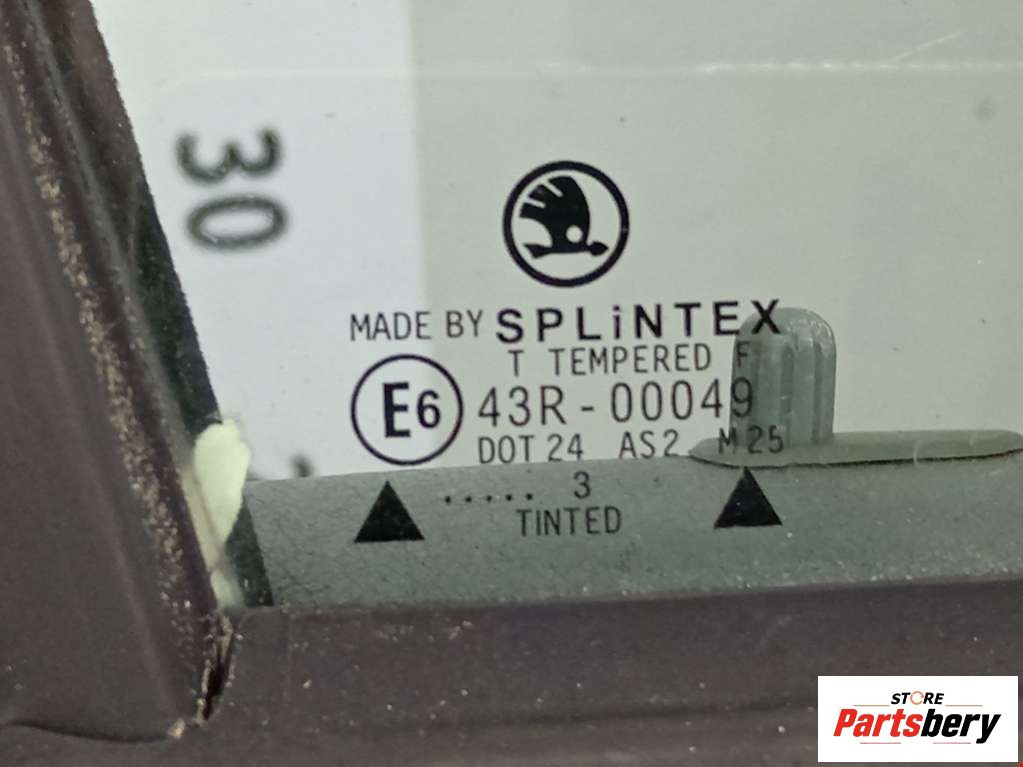 30
MADE BY SPLiNTEX
T TEMPERED F
E6 43R-00049
DOT 24 AS2 M25
..... 3
TINTED
STORE
Partsbery